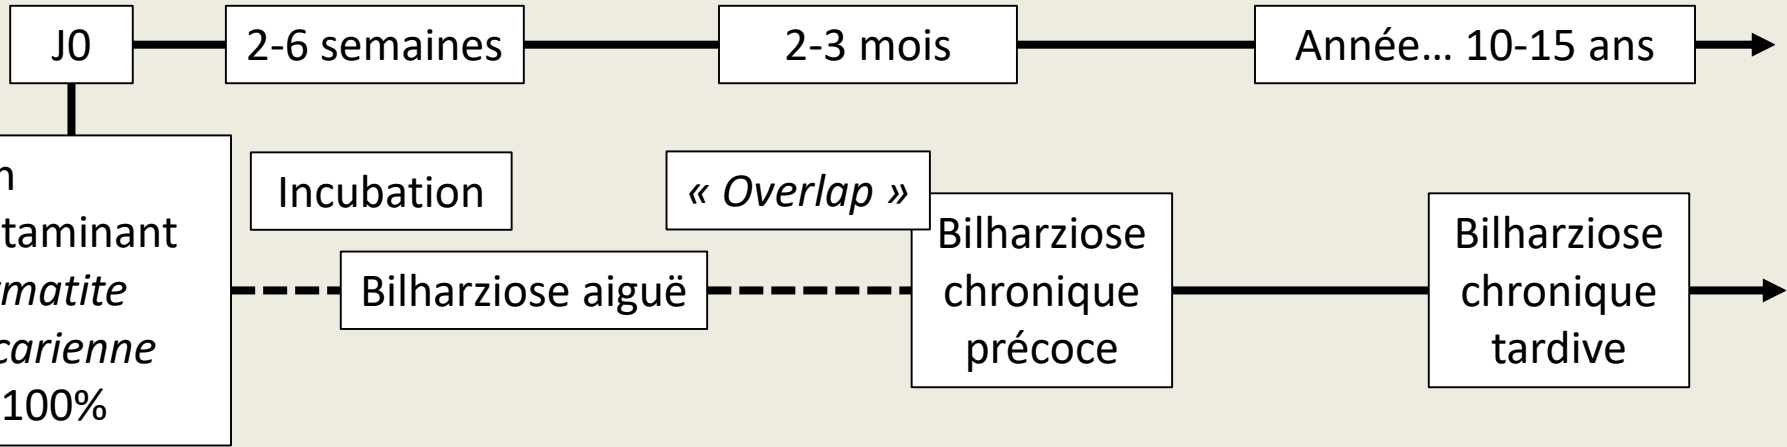 J0
2-6 semaines
2-3 mois
Année... 10-15 ans
100%
Incubation
« Overlap »
Bilharziose aiguë
Bilharziose
chronique
précoce
Bilharziose
chronique
tardive